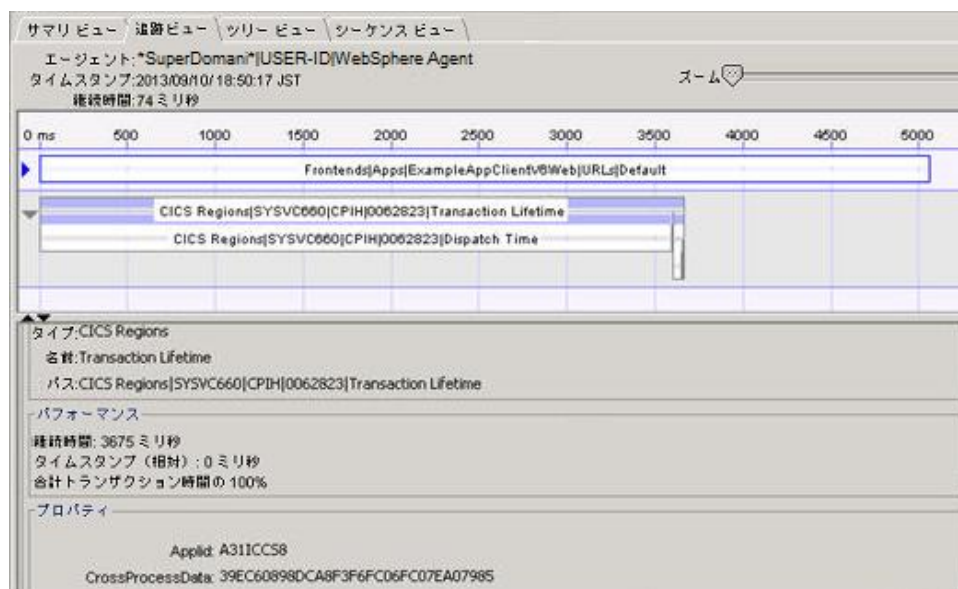 サマリ ビュー 追跡ビュー ツリー ビュー シーケンス ビュー
エージェント:*SuperDomani*|USER-ID|WebSphere Agent
タイムスタンプ:2013/09/10/ 18:50:17 JST
ズーム
継続時間:74 ミリ秒
0 ms 500 1000 1500 2000 2500 3000 3500 4000 4500 5000
Frontends|Apps|ExampleAppClientV6Web|URLs|Default
CICS Regions|SYSVC660|CPIH|0062823|Transaction Lifetime
CICS Regions|SYSVC660|CPIH|0062823|Dispatch Time
タイプ:CICS Regions
名前:Transaction Lifetime
パス:CICS Regions|SYSVC660|CPIH|0062823|Transaction Lifetime
パフォーマンス
継続時間: 3675 ミリ秒
タイムスタンプ (相対) : 0 ミリ秒
合計トランザクション時間の 100%
プロパティ
Applid: A31ICCS8
CrossProcessData: 39EC60898DCA8F3F6FC06FC07EA07985